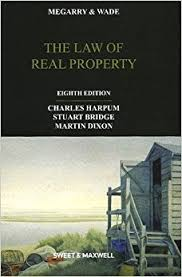 MEGARRY & WADE
THE LAW OF
REAL PROPERTY
EIGHTH EDITION
CHARLES HARPUM
STUART BRIDGE
MARTIN DIXON
SWEET & MAXWELL